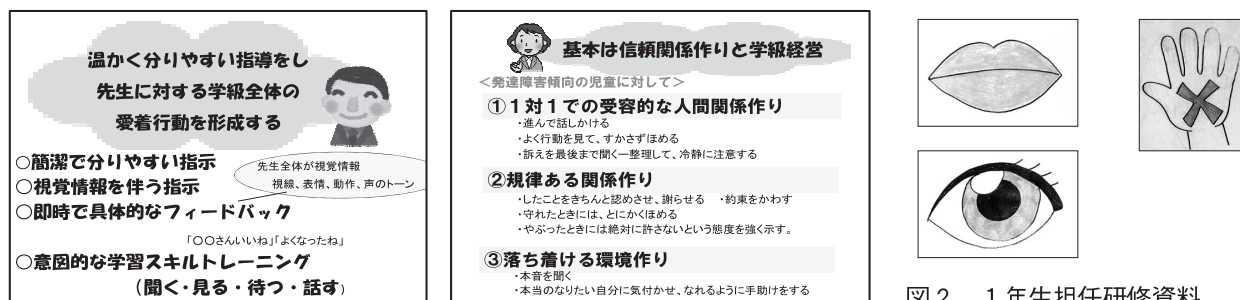 温かく分りやすい指導をし
先生に対する学級全体の
愛着行動を形成する
○簡潔で分りやすい指示
○視覚情報を伴う指示
先生全体が視覚情報
視線、表情、動作、声のトーン
○即時で具体的なフィードバック
「○○さんいいね」「よくなったね」
○意図的な学習スキルトレーニング
(聞く・見る・待つ・話す)
基本は信頼関係作りと学級経営
<発達障害傾向の児童に対して>
①1対1での受容的な人間関係作り
・進んで話しかける
・よく行動を見て、すかさずほめる
・訴えを最後まで聞く―整理して、冷静に注意する
②規律ある関係作り
・したことをきちんと認めさせ、謝らせる ・約束をかわす
・守れたときには、とにかくほめる
・やぶったときには絶対に許さないという態度を強く示す。
③落ち着ける環境作り
・本音を聞く
・本当のなりたい自分に気付かせ、なれるように手助けをする
図2 1年生担任研修資料